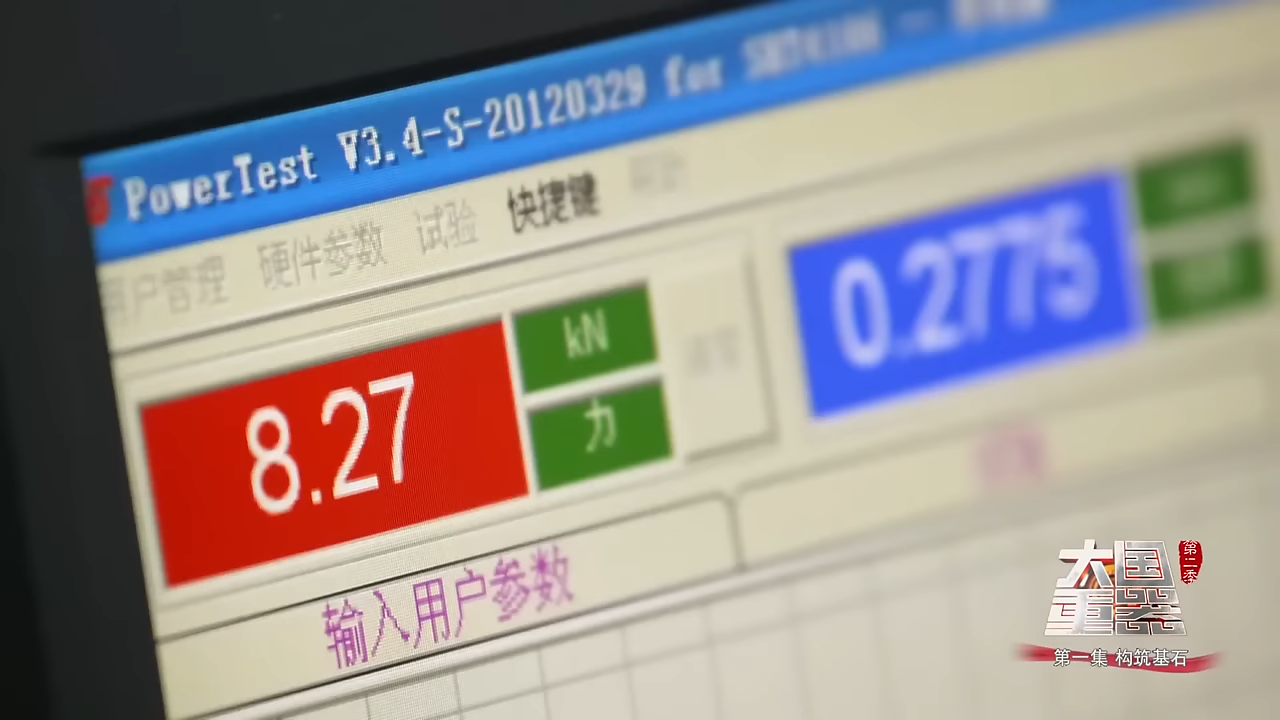 PowerTest V3.4-S-20120329 for
用户管理 硬件参数 试验 快捷键
8.27
kN
力
0.2775
输入用户参数
大国重器
第二季
第一集 构筑基石